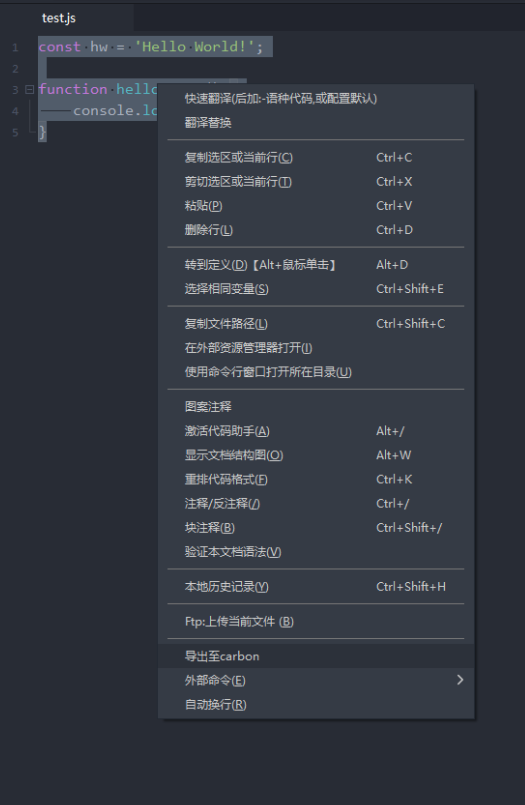 test.js
1 const hw = 'Hello World!';
2
3 function hello
4 console.lo
5 }
快速翻译(后加:-语种代码,或配置默认)
翻译替换
复制选区或当前行(C) Ctrl+C
剪切选区或当前行(T) Ctrl+X
粘贴(P) Ctrl+V
删除行(L) Ctrl+D
转到定义(D)【Alt+鼠标单击】 Alt+D
选择相同变量(S) Ctrl+Shift+E
复制文件路径(L) Ctrl+Shift+C
在外部资源管理器打开(I)
使用命令行窗口打开所在目录(U)
图案注释
激活代码助手(A) Alt+/
显示文档结构图(O) Alt+W
重排代码格式(F) Ctrl+K
注释/反注释(/) Ctrl+/
块注释(B) Ctrl+Shift+/
验证本文档语法(V)
本地历史记录(Y) Ctrl+Shift+H
Ftp:上传当前文件 (B)
导出至carbon
外部命令(E)
自动换行(R)